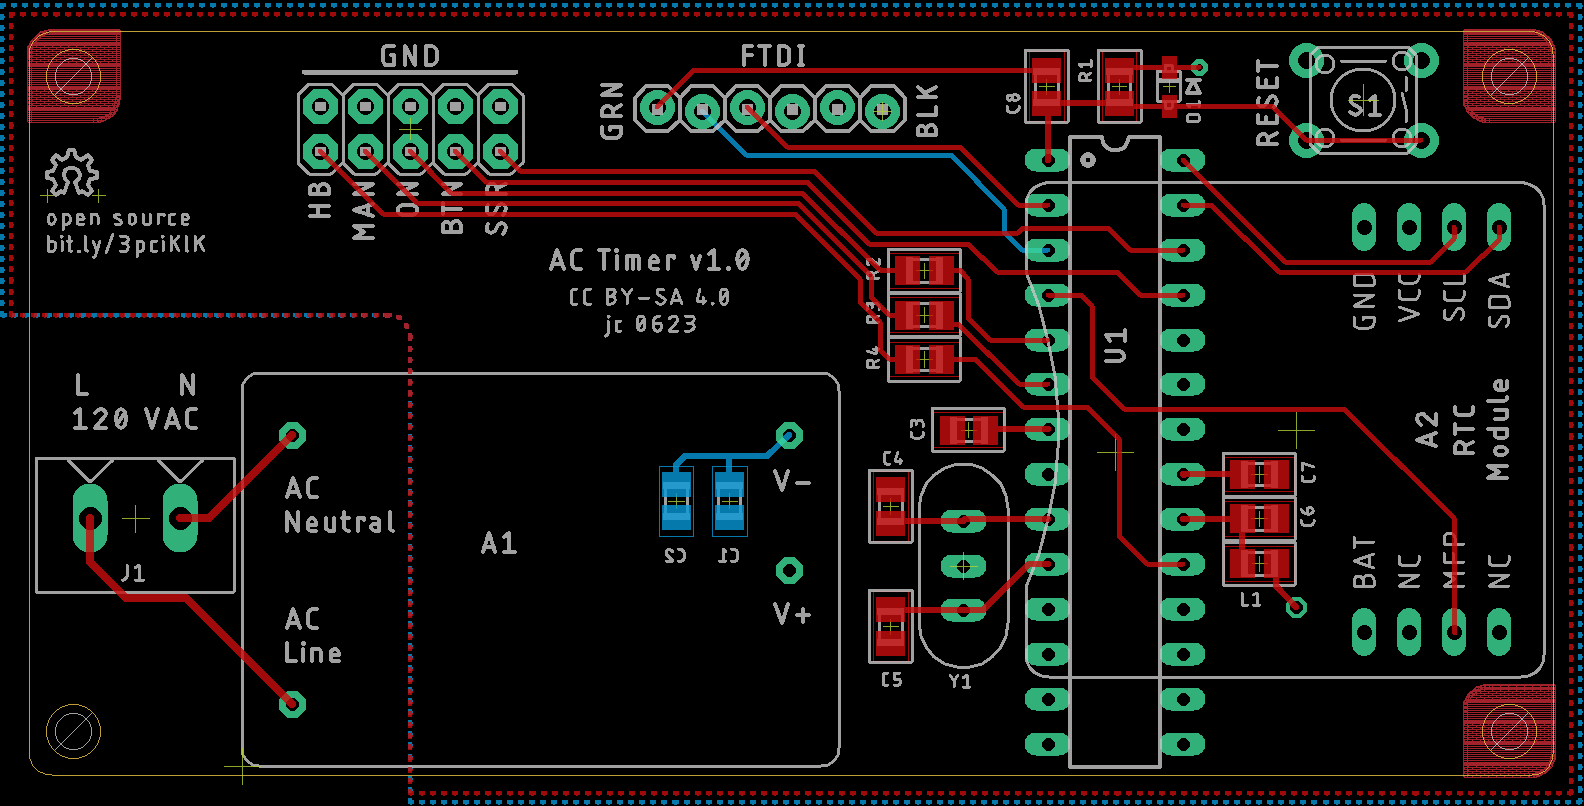 GND
FTDI
GRN
BLK
C8
R1
D1
RESET
S1
HB
MAN
ON
BTN
SSR
open source
bit.ly/3pciKlK
AC Timer v1.0
CC BY-SA 4.0
jc 0623
R2
R3
R4
U1
GND
VCC
SCL
SDA
L N
120 VAC
A2
RTC
Module
C3
C4
C7
C6
AC
Neutral
V-
A1
C2
C1
J1
BAT
NC
MFP
NC
L1
AC
Line
V+
C5
Y1